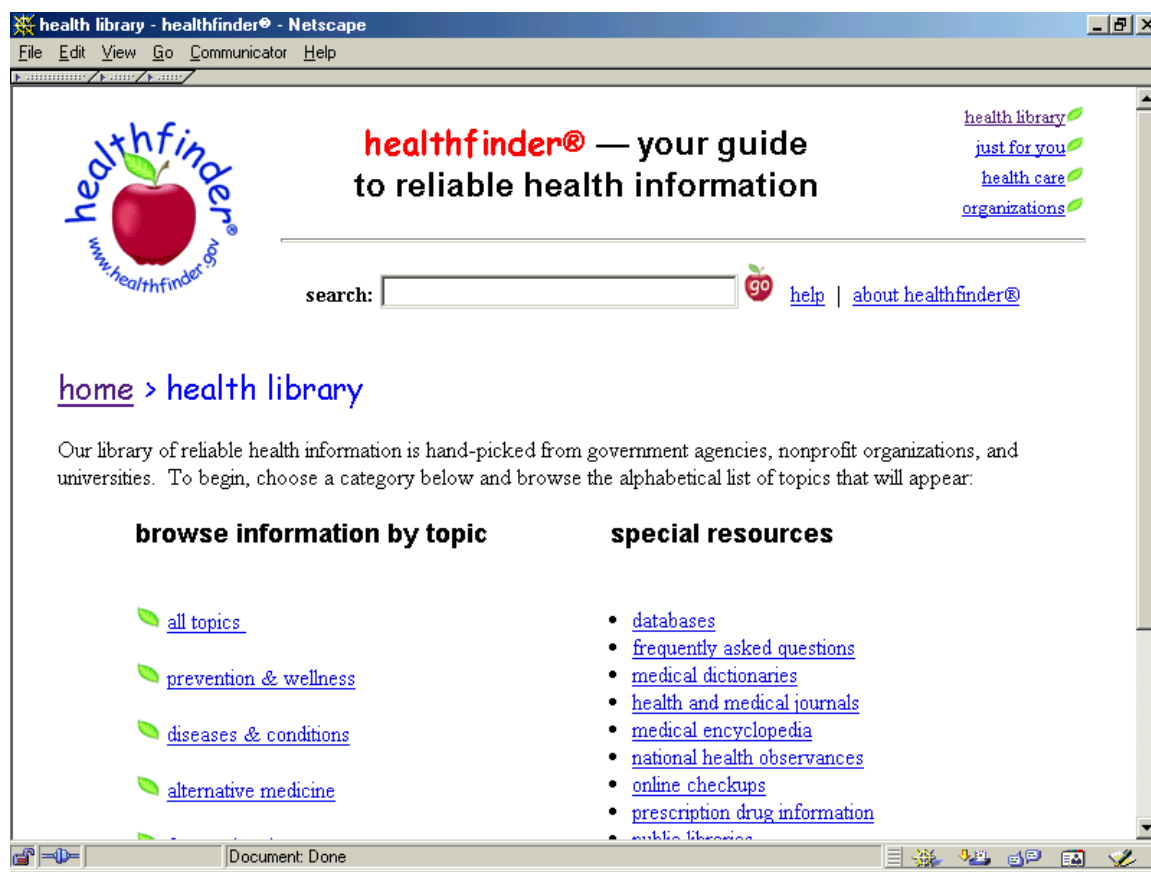 health library - healthfinder® - Netscape
File Edit View Go Communicator Help
healthfinder®
www.healthfinder.gov
healthfinder® — your guide
to reliable health information
health library
just for you
health care
organizations
search: go help | about healthfinder®
home > health library
Our library of reliable health information is hand-picked from government agencies, nonprofit organizations, and
universities. To begin, choose a category below and browse the alphabetical list of topics that will appear:
browse information by topic
all topics
prevention & wellness
diseases & conditions
alternative medicine
special resources
databases
frequently asked questions
medical dictionaries
health and medical journals
medical encyclopedia
national health observances
online checkups
prescription drug information
public libraries
Document: Done